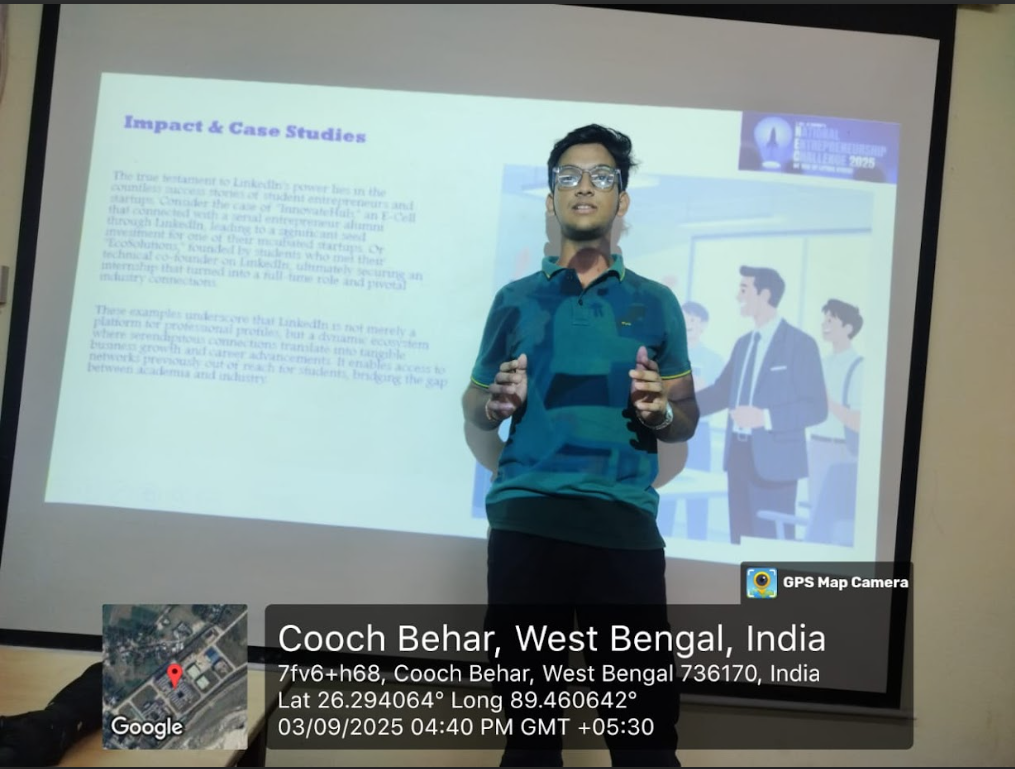 Impact & Case Studies
The true testament to LinkedIn's power lies in the
countless success stories of student entrepreneurs and
startups. Consider the case of "InnovateHub," an E-Cell
that connected with a serial entrepreneur alumni
through LinkedIn, leading to a significant seed
investment for one of their incubated startups. Or
"EcoSolutions," founded by students who met their
technical co-founder on LinkedIn, ultimately securing an
internship that turned into a full-time role and pivotal
industry connections.
These examples underscore that LinkedIn is not merely a
platform for professional profiles, but a dynamic ecosystem
where serendipitous connections translate into tangible
business growth and career advancements. It enables access to
networks previously out of reach for students, bridging the gap
between academia and industry.
NATIONAL
ENTREPRENEURSHIP
CHALLENGE 2025
GPS Map Camera
Google
Cooch Behar, West Bengal, India
7fv6+h68, Cooch Behar, West Bengal 736170, India
Lat 26.294064° Long 89.460642°
03/09/2025 04:40 PM GMT +05:30